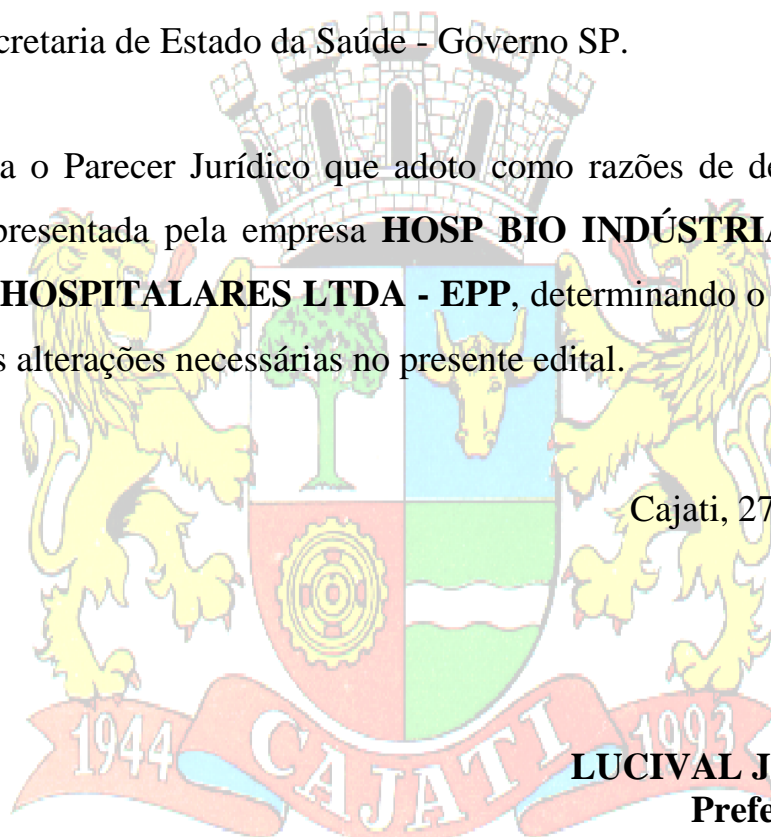 cretaria de Estado da Saúde - Governo SP.
a o Parecer Jurídico que adoto como razões de de
presentada pela empresa HOSP BIO INDÚSTRIA
HOSPITALARES LTDA - EPP, determinando o
s alterações necessárias no presente edital.
Cajati, 27
1944 CAJATI 1993
LUCIVAL J
Prefe